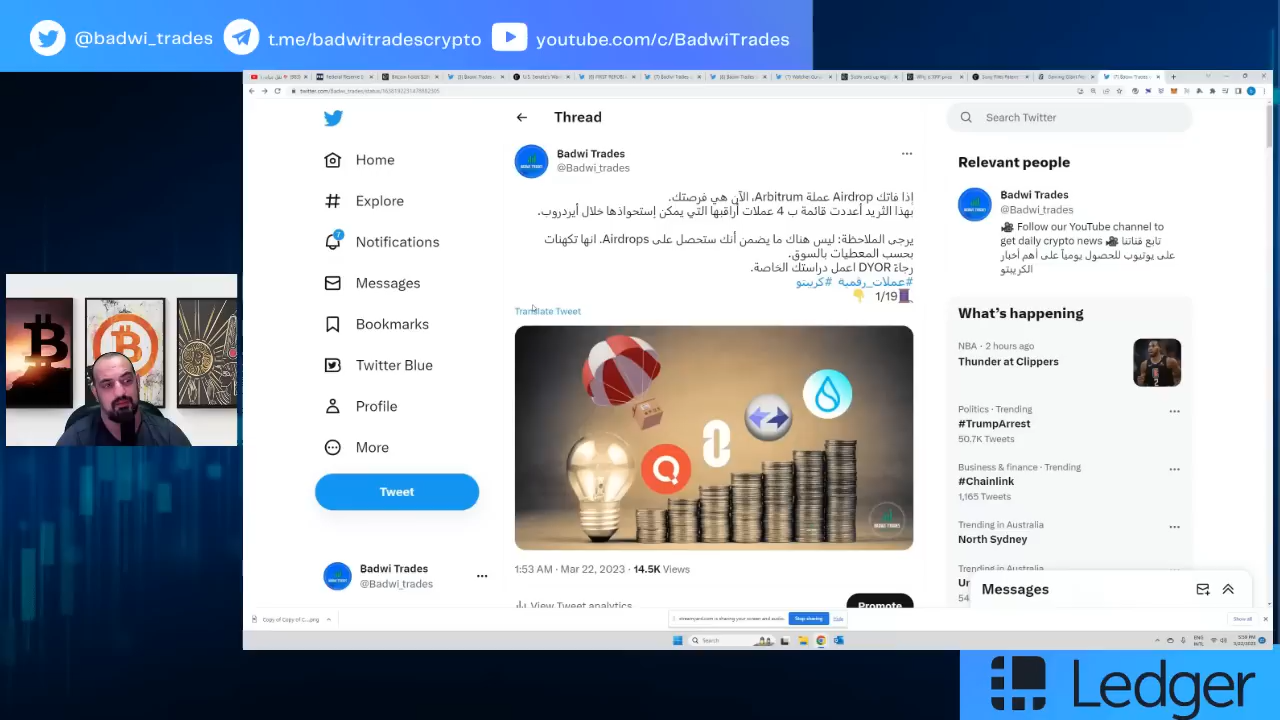 @badwi_trades
t.me/badwitradescrypto
youtube.com/c/BadwiTrades
Home
Explore
7
Notifications
Messages
Bookmarks
Twitter Blue
Profile
More
Tweet
Badwi Trades
@Badwi_trades
Thread
Badwi Trades
@Badwi_trades
إذا فاتك Airdrop عملة Arbitrum، الآن هي فرصتك.
بهذا الثريد أعددت قائمة ب 4 عملات أراقبها التي يمكن إستحواذها خلال أيردروب.
يرجى الملاحظة: ليس هناك ما يضمن أنك ستحصل على Airdrops. انها تكهنات
بحسب المعطيات بالسوق.
رجاءً DYOR اعمل دراستك الخاصة.
#عملات_رقمية #كريبتو
1/19
Translate Tweet
1:53 AM · Mar 22, 2023 · 14.5K Views
View Tweet analytics
Promote
Search Twitter
Relevant people
Badwi Trades
@Badwi_trades
Follow our YouTube channel to
get daily crypto news تابع قناتنا
على يوتيوب للحصول يومياً على أهم أخبار
الكريبتو
What's happening
NBA · 2 hours ago
Thunder at Clippers
Politics · Trending
#TrumpArrest
50.7K Tweets
Business & finance · Trending
#Chainlink
1,165 Tweets
Trending in Australia
North Sydney
Trending in Australia
Messages
Stop sharing
Hide
Show all
Search
Ledger